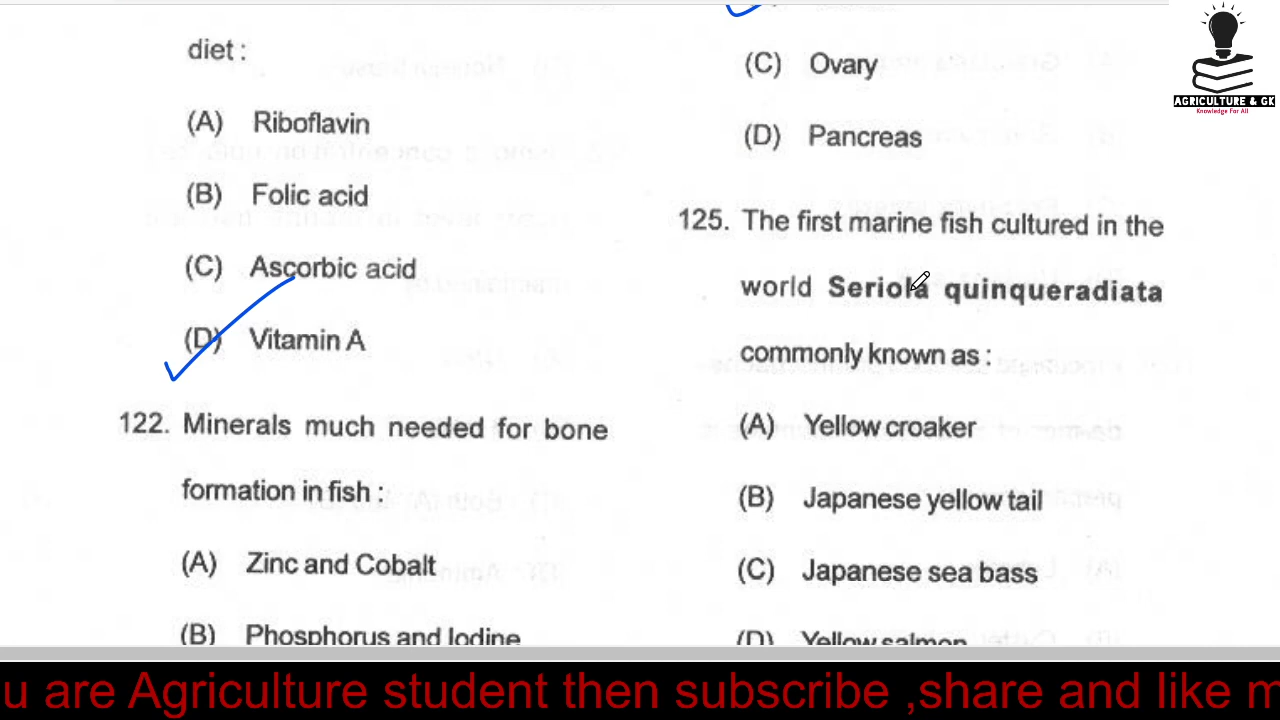 diet :
(A) Riboflavin
(B) Folic acid
(C) Ascorbic acid
(D) Vitamin A
122. Minerals much needed for bone
formation in fish :
(A) Zinc and Cobalt
(B) Phosphorus and Iodine
(C) Ovary
(D) Pancreas
125. The first marine fish cultured in the
world Seriola quinqueradiata
commonly known as :
(A) Yellow croaker
(B) Japanese yellow tail
(C) Japanese sea bass
(D) Yellow salmon
AGRICULTURE & GK
Knowledge For All
u are Agriculture student then subscribe ,share and like m